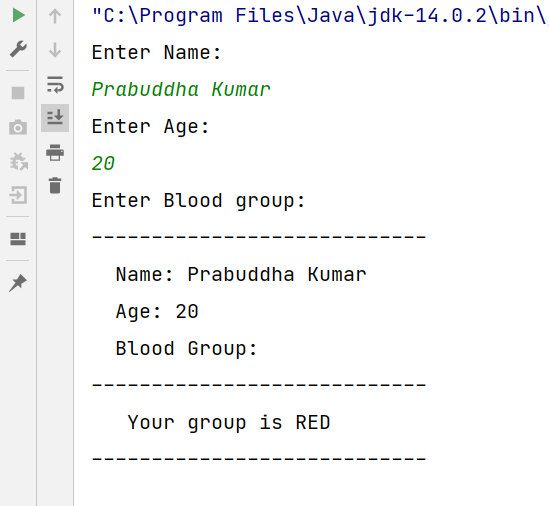 "C:\Program Files\Java\jdk-14.0.2\bin\
Enter Name:
Prabuddha Kumar
Enter Age:
20
Enter Blood group:
----------------------------
  Name: Prabuddha Kumar
  Age: 20
  Blood Group:
----------------------------
   Your group is RED
----------------------------